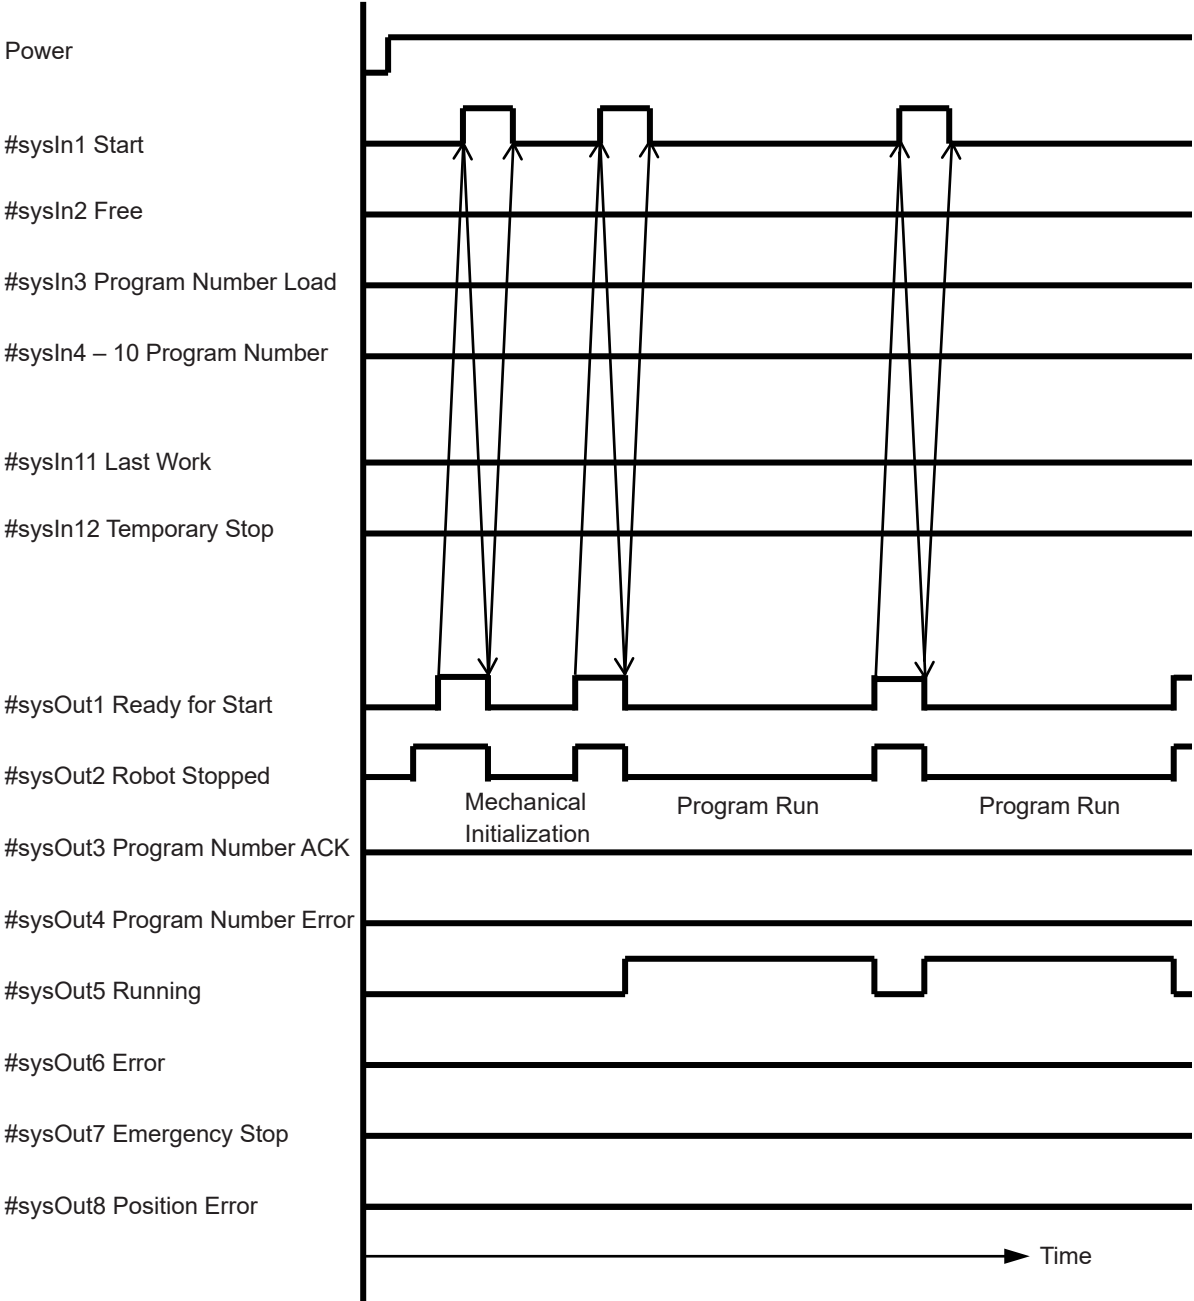 Power
#sysIn1 Start
#sysIn2 Free
#sysIn3 Program Number Load
#sysIn4 – 10 Program Number
#sysIn11 Last Work
#sysIn12 Temporary Stop
#sysOut1 Ready for Start
#sysOut2 Robot Stopped
Mechanical
Initialization
Program Run
Program Run
#sysOut3 Program Number ACK
#sysOut4 Program Number Error
#sysOut5 Running
#sysOut6 Error
#sysOut7 Emergency Stop
#sysOut8 Position Error
Time